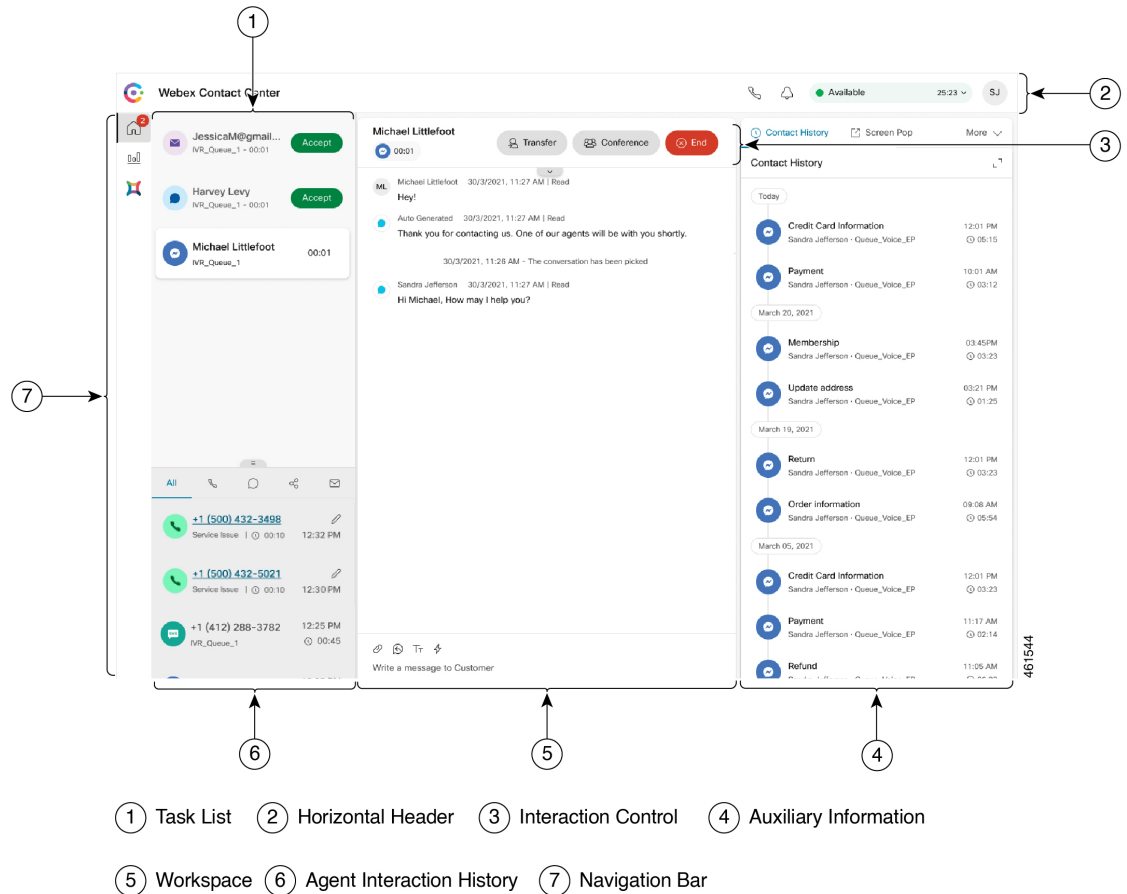 1
Webex Contact Center
Available 25:23
SJ
2
2
JessicaM@gmail...
IVR_Queue_1 - 00:01
Accept
Harvey Levy
IVR_Queue_1 - 00:01
Accept
Michael Littlefoot
IVR_Queue_1
00:01
7
All
+1 (500) 432-3498
Service Issue | 00:10 12:32 PM
+1 (500) 432-5021
Service Issue | 00:10 12:30 PM
+1 (412) 288-3782 12:25 PM
IVR_Queue_1 00:45
Michael Littlefoot
00:01
Transfer
Conference
End
3
ML
Michael Littlefoot 30/3/2021, 11:27 AM | Read
Hey!
Auto Generated 30/3/2021, 11:27 AM | Read
Thank you for contacting us. One of our agents will be with you shortly.
30/3/2021, 11:26 AM - The conversation has been picked
Sandra Jefferson 30/3/2021, 11:27 AM | Read
Hi Michael, How may I help you?
Write a message to Customer
Contact History Screen Pop More
Contact History
Today
Credit Card Information 12:01 PM
Sandra Jefferson • Queue_Voice_EP 05:15
Payment 10:01 AM
Sandra Jefferson • Queue_Voice_EP 03:12
March 20, 2021
Membership 03:45PM
Sandra Jefferson • Queue_Voice_EP 03:23
Update address 03:21 PM
Sandra Jefferson • Queue_Voice_EP 01:25
March 19, 2021
Return 12:01 PM
Sandra Jefferson • Queue_Voice_EP 03:23
Order information 09:08 AM
Sandra Jefferson • Queue_Voice_EP 05:54
March 05, 2021
Credit Card Information 12:01 PM
Sandra Jefferson • Queue_Voice_EP 03:23
Payment 11:17 AM
Sandra Jefferson • Queue_Voice_EP 02:14
Refund 11:05 AM
461544
6
5
4
1 Task List 2 Horizontal Header 3 Interaction Control 4 Auxiliary Information
5 Workspace 6 Agent Interaction History 7 Navigation Bar